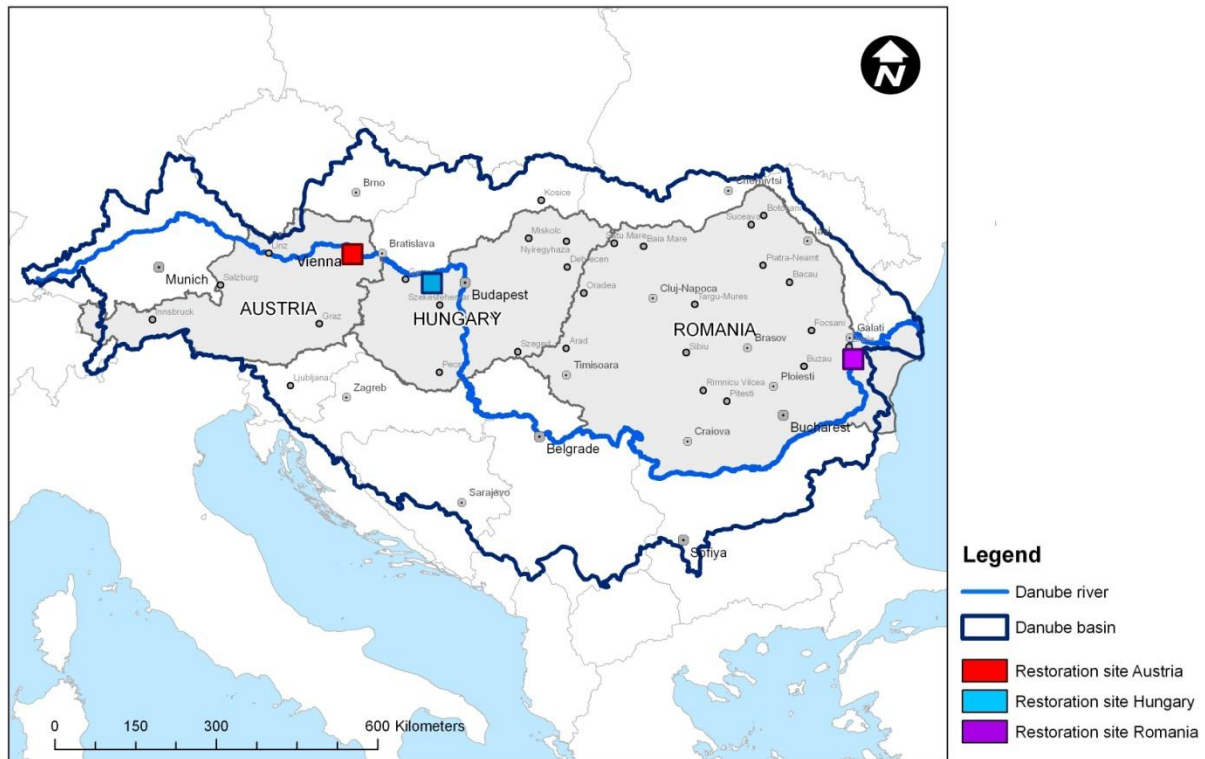 N
Brno
Kosice
Chernivtsi
Botosani
Suceava
Miskolc
Satu Mare
Baia Mare
Iasi
Nyiregyhaza
Linz
Bratislava
Vienna
Debrecen
Piatra-Neamt
Munich
Bacau
Salzburg
Budapest
Oradea
Cluj-Napoca
Targu-Mures
AUSTRIA
HUNGARY
Innsbruck
Graz
ROMANIA
Focsani
Galati
Szeged
Arad
Sibiu
Brasov
Buzau
Pecs
Timisoara
Ljubljana
Zagreb
Rimnicu Vilcea
Ploiesti
Pitesti
Bucharest
Craiova
Belgrade
Sarajevo
Sofiya
Legend
Danube river
Danube basin
Restoration site Austria
Restoration site Hungary
Restoration site Romania
0 150 300 600 Kilometers